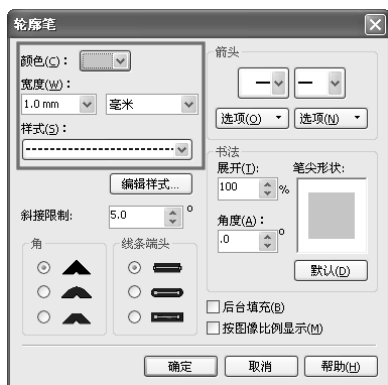 轮廓笔
颜色(C):
宽度(W):
1.0 mm 毫米
样式(S):
编辑样式...
斜接限制: 5.0 °
角
线条端头
箭头
选项(O) 选项(N)
书法
展开(T): 笔尖形状:
100 %
角度(A):
.0 °
默认(D)
后台填充(B)
按图像比例显示(M)
确定 取消 帮助(H)